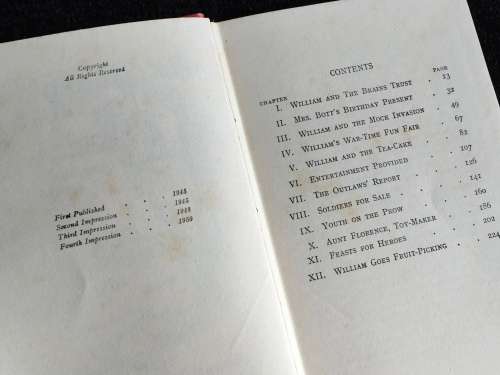 Copyright
All Rights Reserved
First Published . . 1945
Second Impression . . 1945
Third Impression . . 1948
Fourth Impression . . 1950
CONTENTS
CHAPTER PAGE
I. WILLIAM AND THE BRAINS TRUST . 13
II. MRS. BOTT'S BIRTHDAY PRESENT . 32
III. WILLIAM AND THE MOCK INVASION . 49
IV. WILLIAM'S WAR-TIME FUN FAIR . 67
V. WILLIAM AND THE TEA-CAKE . 82
VI. ENTERTAINMENT PROVIDED . . 107
VII. THE OUTLAWS' REPORT . . 126
VIII. SOLDIERS FOR SALE . . . 142
IX. YOUTH ON THE PROW . . . 160
X. AUNT FLORENCE, TOY-MAKER . 186
XI. FEASTS FOR HEROES . . . 202
XII. WILLIAM GOES FRUIT-PICKING . 224